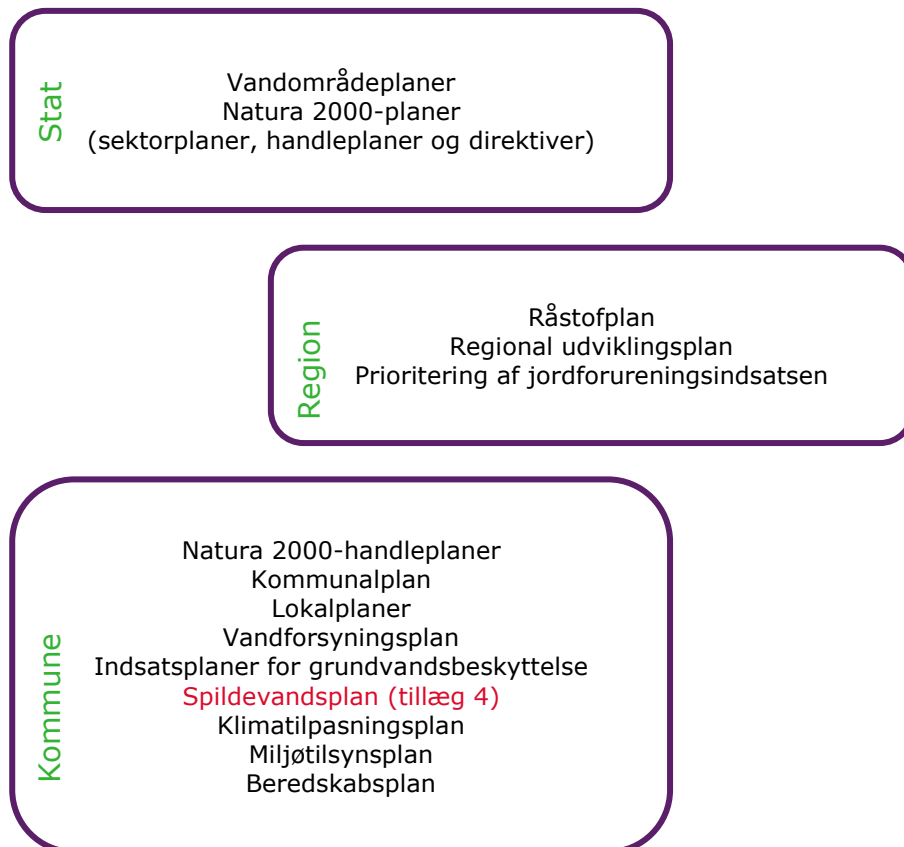 Stat
Vandområdeplaner
Natura 2000-planer
(sektorplaner, handleplaner og direktiver)
Region
Råstofplan
Regional udviklingsplan
Prioritering af jordforureningsindsatsen
Kommune
Natura 2000-handleplaner
Kommunalplan
Lokalplaner
Vandforsyningsplan
Indsatsplaner for grundvandsbeskyttelse
Spildevandsplan (tillæg 4)
Klimatilpasningsplan
Miljøtilsynsplan
Beredskabsplan